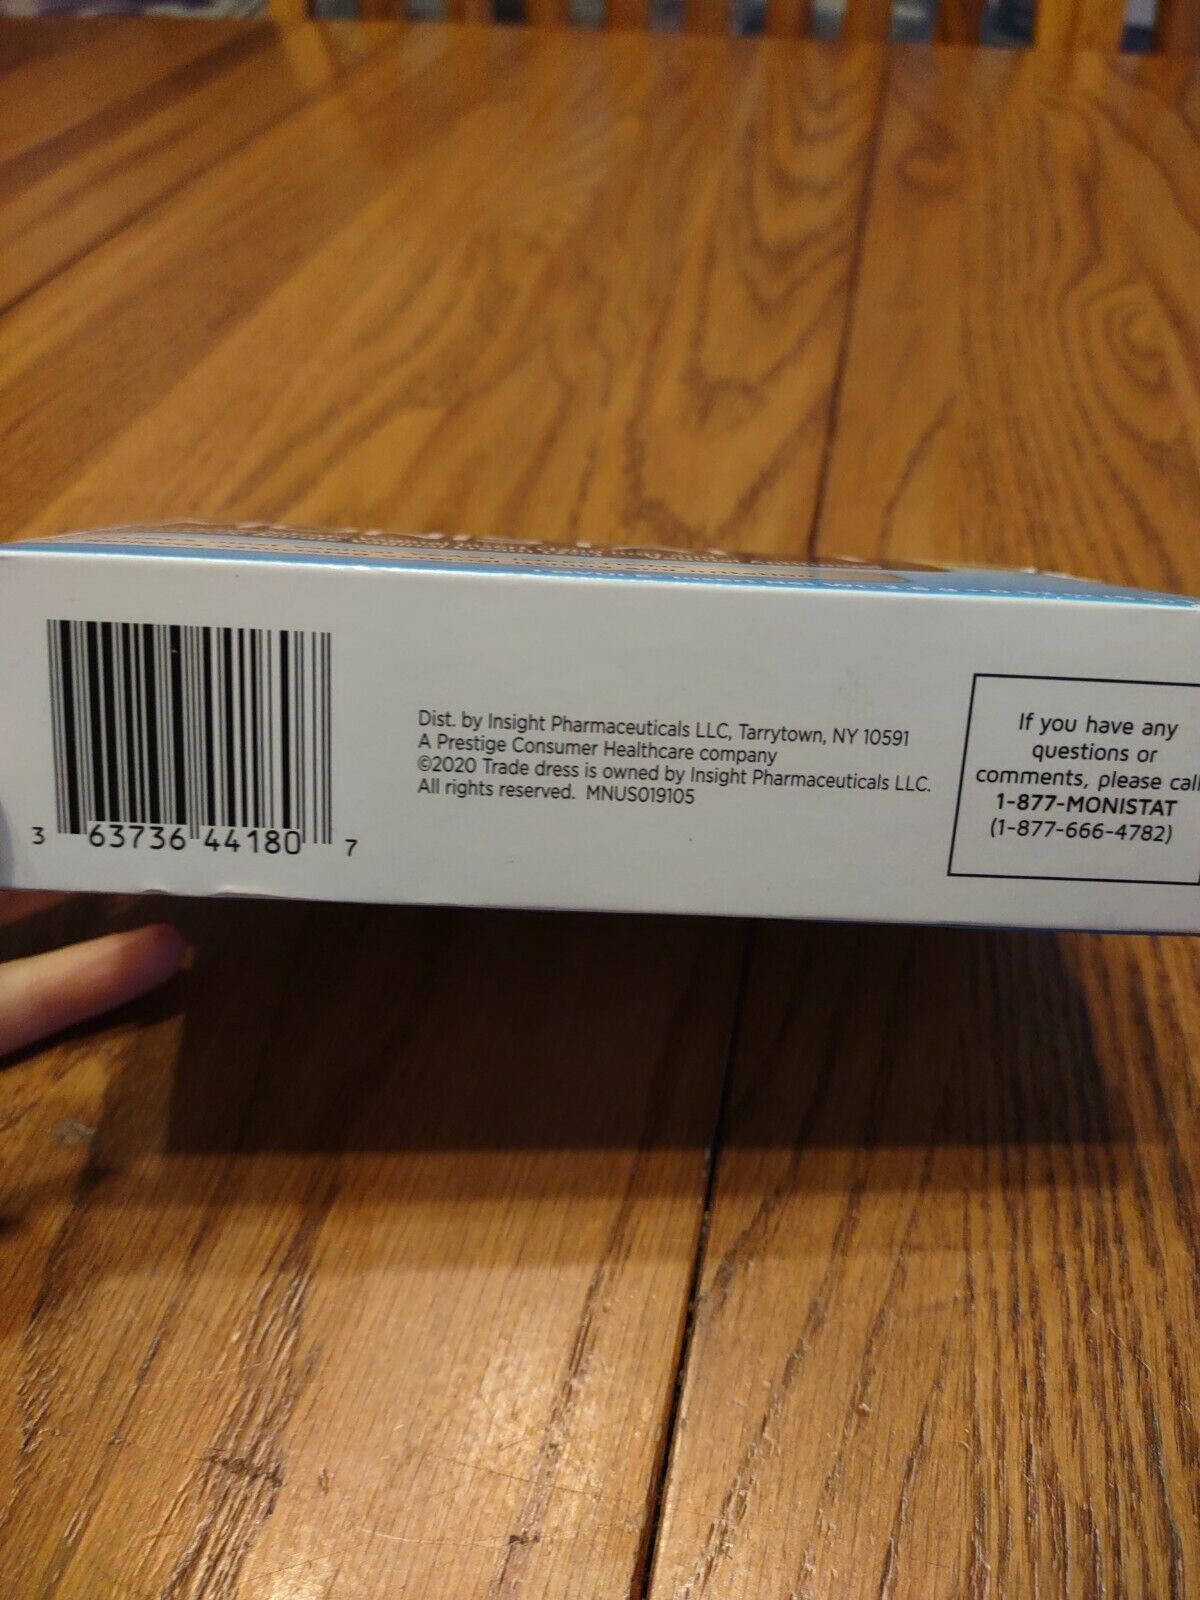 3 63736 44180 7
Dist. by Insight Pharmaceuticals LLC, Tarrytown, NY 10591
A Prestige Consumer Healthcare company
©2020 Trade dress is owned by Insight Pharmaceuticals LLC.
All rights reserved. MNUS019105
If you have any
questions or
comments, please call
1-877-MONISTAT
(1-877-666-4782)